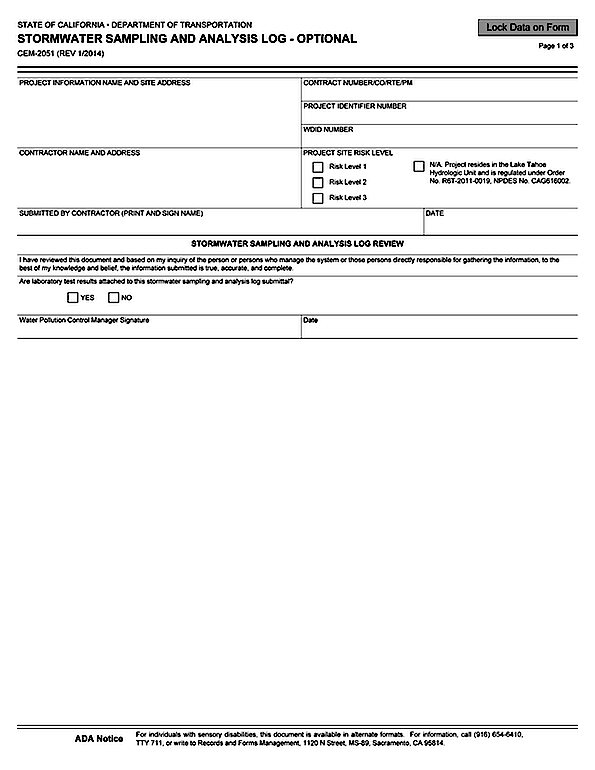 STATE OF CALIFORNIA • DEPARTMENT OF TRANSPORTATION
STORMWATER SAMPLING AND ANALYSIS LOG - OPTIONAL
CEM-2051 (REV 1/2014)
Lock Data on Form
Page 1 of 3
PROJECT INFORMATION NAME AND SITE ADDRESS
CONTRACT NUMBER/CO/RTE/PM
PROJECT IDENTIFIER NUMBER
WDID NUMBER
CONTRACTOR NAME AND ADDRESS
PROJECT SITE RISK LEVEL
Risk Level 1
Risk Level 2
Risk Level 3
N/A. Project resides in the Lake Tahoe
Hydrologic Unit and is regulated under Order
No. R6T-2011-0019, NPDES No. CAG616002.
SUBMITTED BY CONTRACTOR (PRINT AND SIGN NAME)
DATE
STORMWATER SAMPLING AND ANALYSIS LOG REVIEW
I have reviewed this document and based on my inquiry of the person or persons who manage the system or those persons directly responsible for gathering the information, to the
best of my knowledge and belief, the information submitted is true, accurate, and complete.
Are laboratory test results attached to this stormwater sampling and analysis log submittal?
YES NO
Water Pollution Control Manager Signature
Date
ADA Notice
For individuals with sensory disabilities, this document is available in alternate formats. For information, call (916) 654-6410,
TTY 711, or write to Records and Forms Management, 1120 N Street, MS-89, Sacramento, CA 95814.